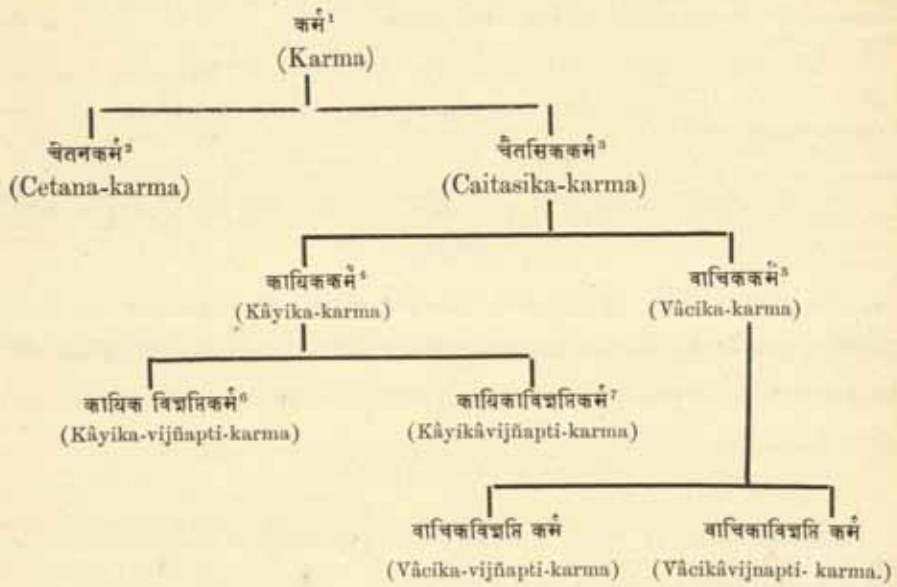 कर्म¹
(Karma)
चेतनकर्म² चैतसिककर्म³
(Cetana-karma) (Caitasika-karma)
कायिककर्म⁴ वाचिककर्म⁵
(Kâyika-karma) (Vâcika-karma)
कायिक विज्ञप्तिकर्म⁶ कायिकाविज्ञप्तिकर्म⁷
(Kâyika-vijñapti-karma) (Kâyikâvijñapti-karma)
वाचिकविज्ञप्ति कर्म वाचिकाविज्ञप्ति कर्म
(Vâcika-vijñapti-karma) (Vâcikâvijnapti- karma.)